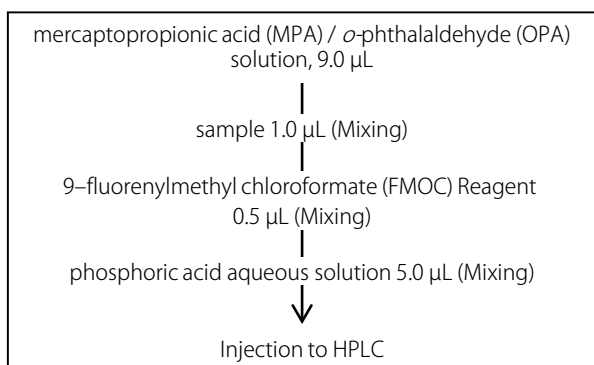 mercaptopropionic acid (MPA) / o-phthalaldehyde (OPA)
solution, 9.0 μL
sample 1.0 μL (Mixing)
9–fluorenylmethyl chloroformate (FMOC) Reagent
0.5 μL (Mixing)
phosphoric acid aqueous solution 5.0 μL (Mixing)
Injection to HPLC